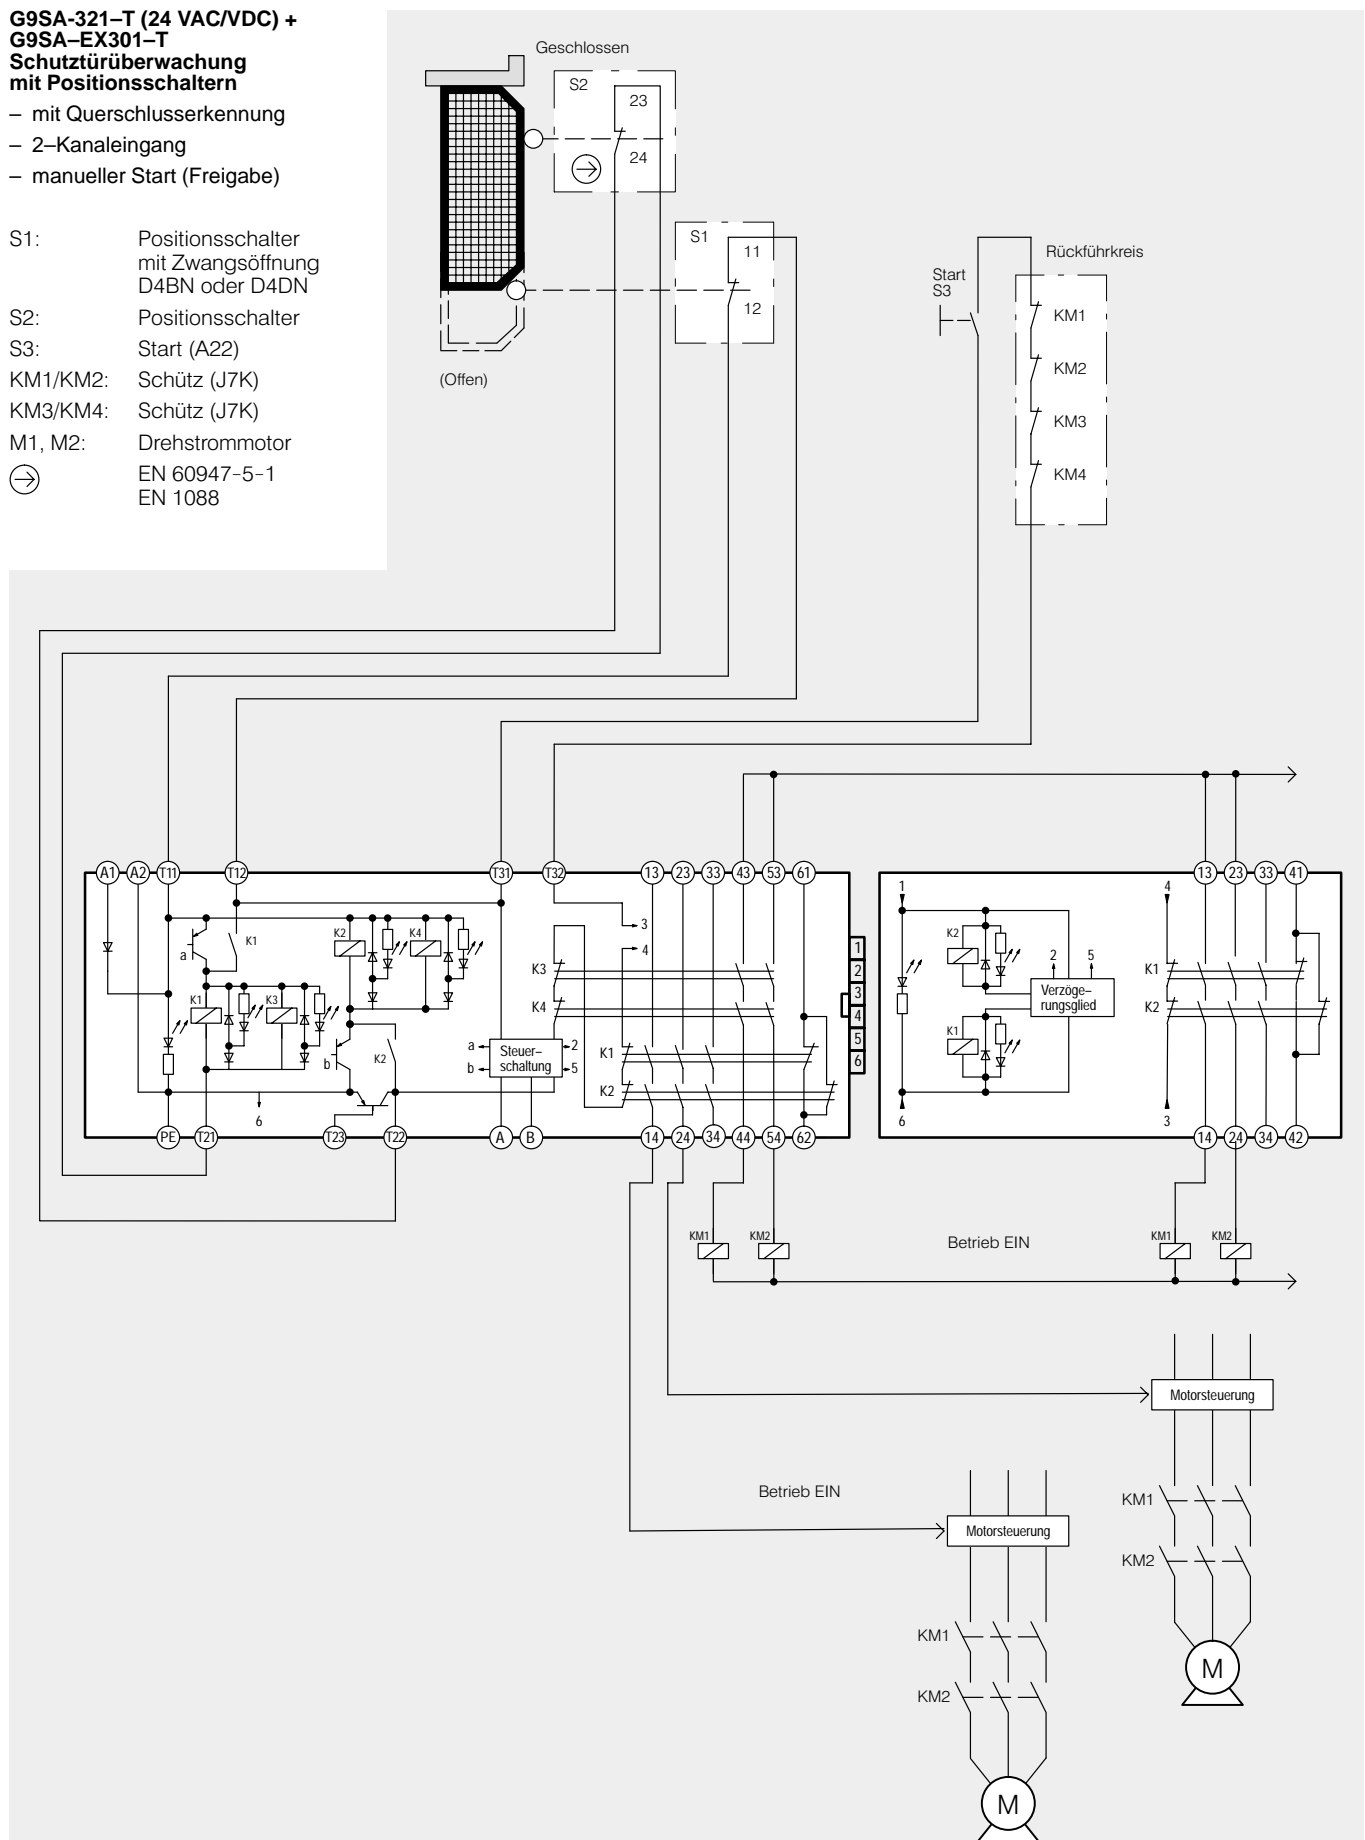 G9SA-321–T (24 VAC/VDC) +
G9SA–EX301–T
Schutztürüberwachung
mit Positionsschaltern
– mit Querschlusserkennung
– 2–Kanaleingang
– manueller Start (Freigabe)
S1: Positionsschalter
mit Zwangsöffnung
D4BN oder D4DN
S2: Positionsschalter
S3: Start (A22)
KM1/KM2: Schütz (J7K)
KM3/KM4: Schütz (J7K)
M1, M2: Drehstrommotor
EN 60947-5-1
EN 1088
Geschlossen
S2
23
24
S1
11
12
(Offen)
Start
S3
Rückführkreis
KM1
KM2
KM3
KM4
A1 A2 T11 T12 T31 T32 13 23 33 43 53 61
13 23 33 41
a K1 K2 K4
3
4
K3
K4
K1 K3
b K2
a 2
b 5
Steuer–
schaltung
K1
K2
6
1
2
3
4
5
6
1
K2
2 5
Verzöge–
rungsglied
K1
6
4
K1
K2
3
PE T21 T23 T22 A B 14 24 34 44 54 62
14 24 34 42
KM1 KM2
Betrieb EIN
KM1 KM2
Motorsteuerung
KM1
KM2
M
Betrieb EIN
Motorsteuerung
KM1
KM2
M